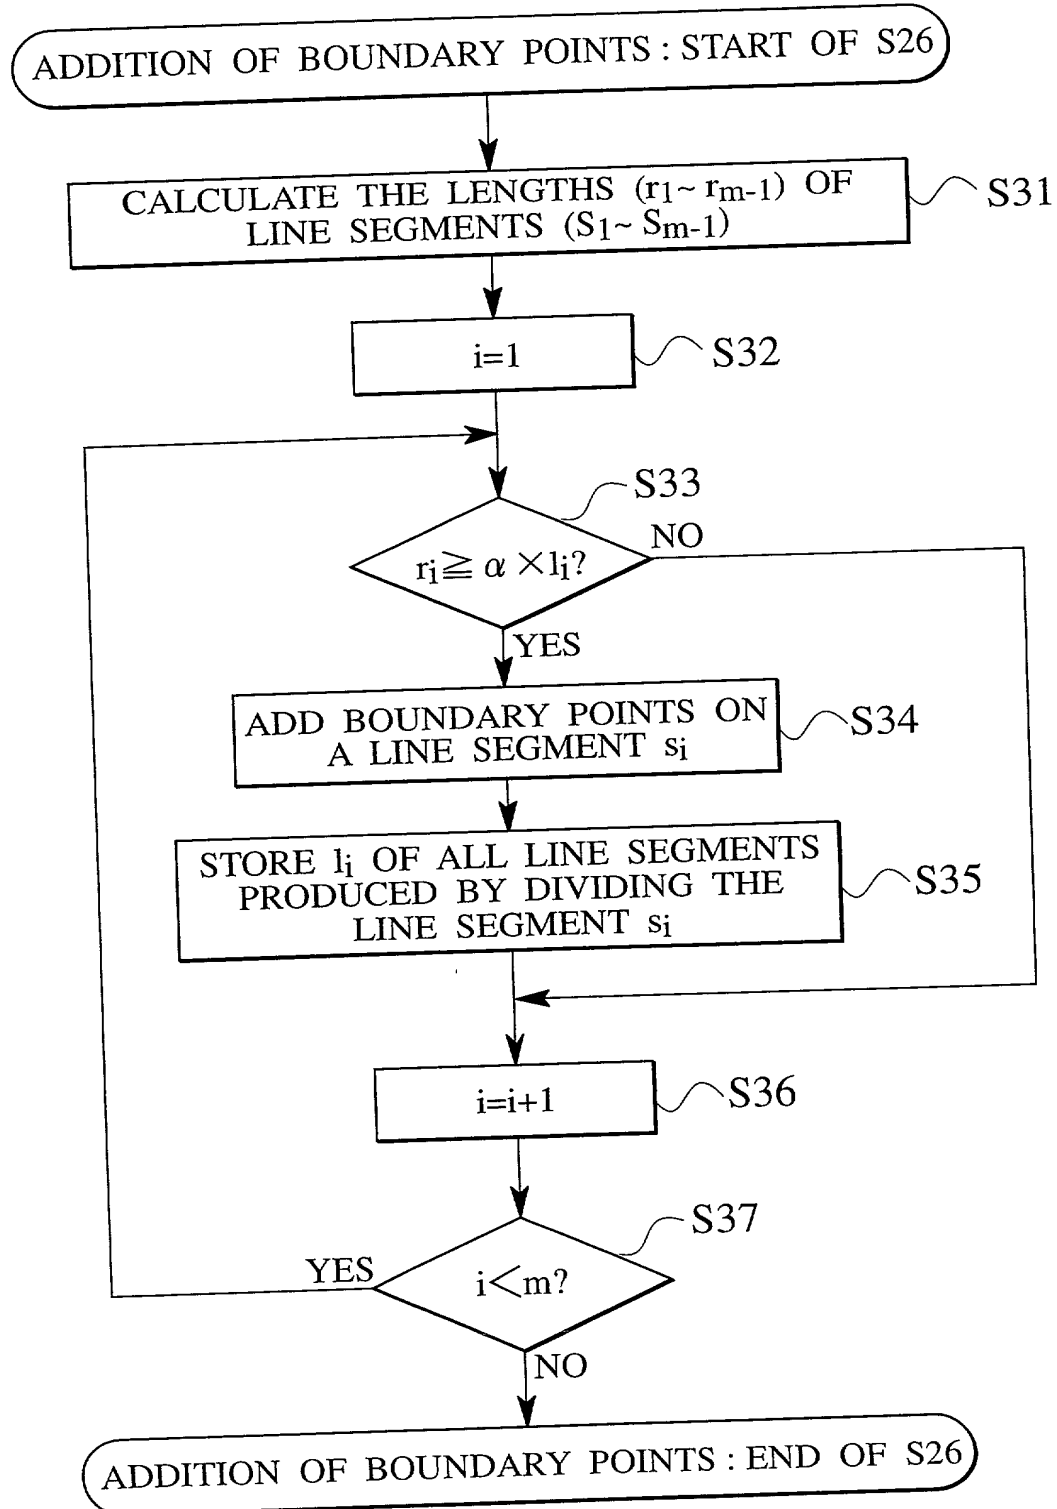 ADDITION OF BOUNDARY POINTS : START OF S26
CALCULATE THE LENGTHS (r1~ rm-1) OF
LINE SEGMENTS (S1~ Sm-1)
S31
i=1
S32
S33
ri≧ α ×li?
NO
YES
ADD BOUNDARY POINTS ON
A LINE SEGMENT si
S34
STORE li OF ALL LINE SEGMENTS
PRODUCED BY DIVIDING THE
LINE SEGMENT si
S35
i=i+1
S36
S37
YES
i<m?
NO
ADDITION OF BOUNDARY POINTS : END OF S26